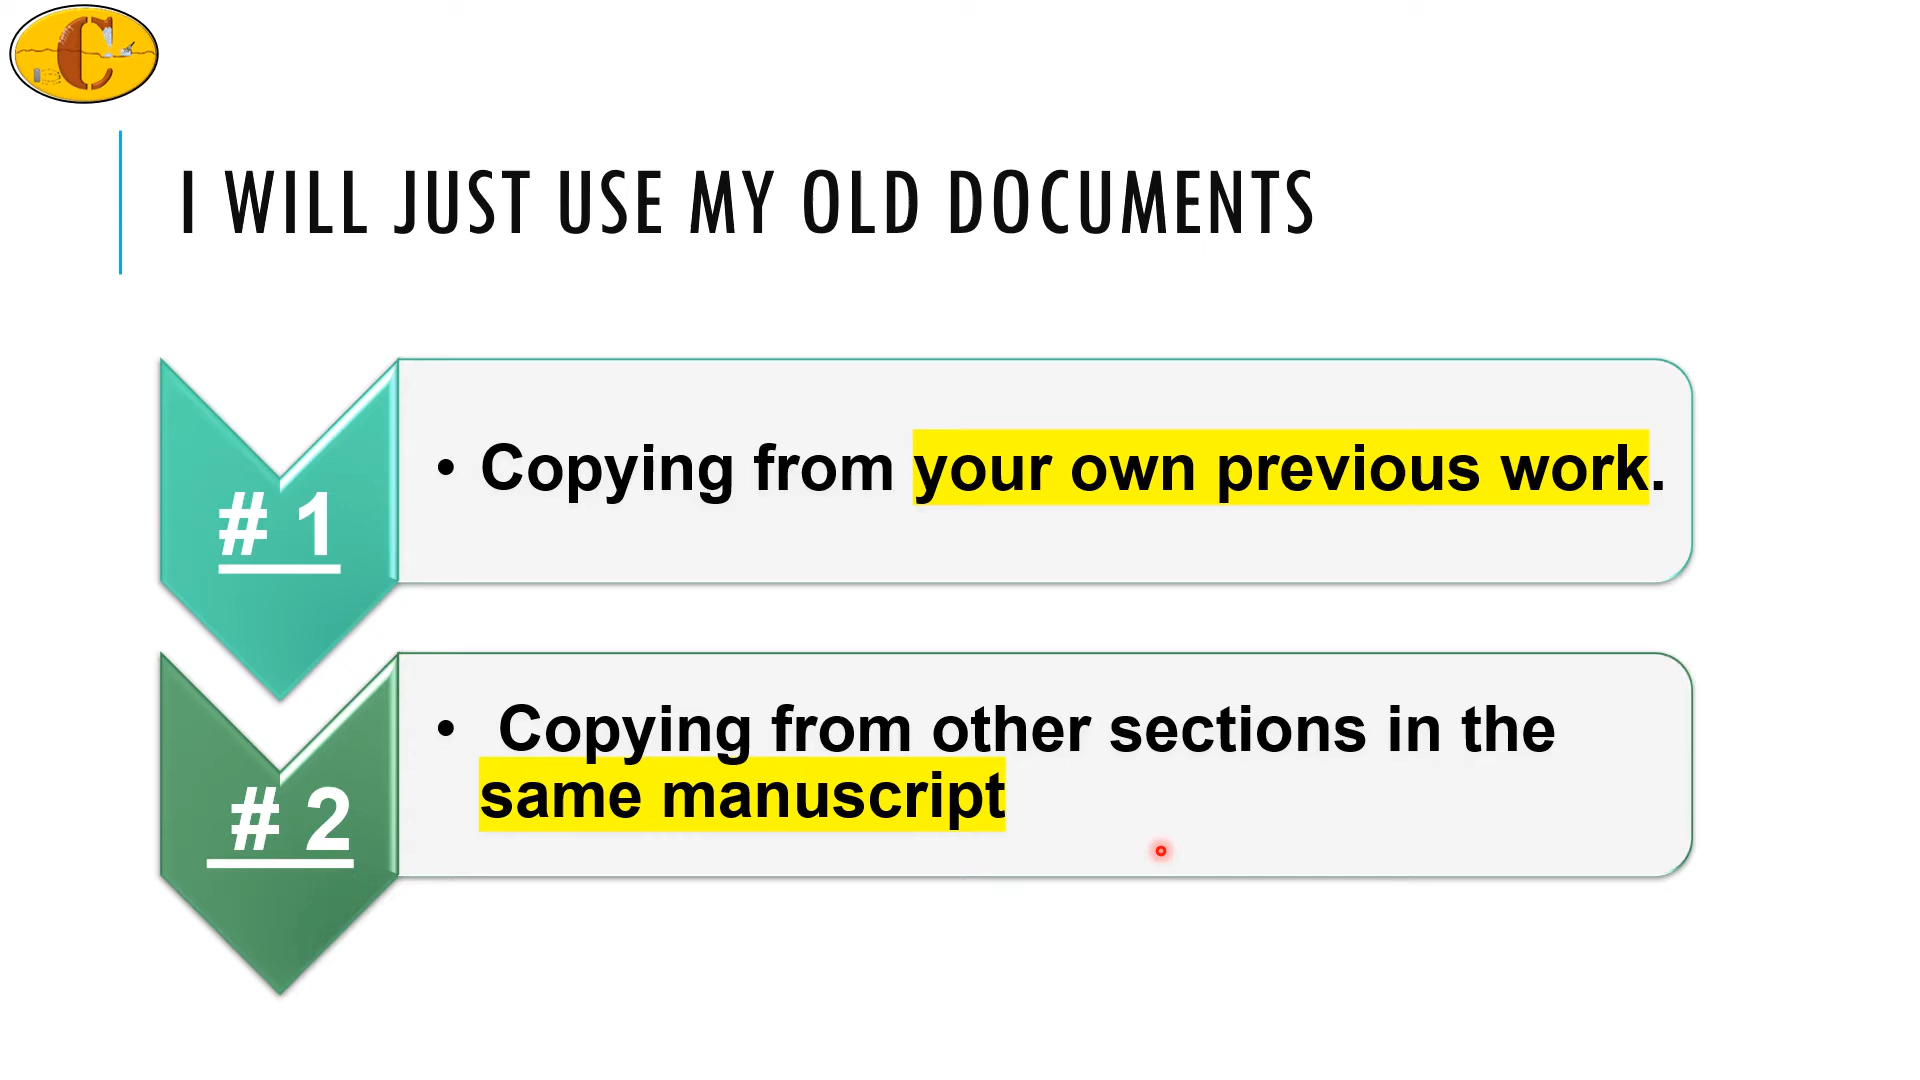 C
I WILL JUST USE MY OLD DOCUMENTS
# 1
• Copying from your own previous work.
# 2
• Copying from other sections in the
same manuscript